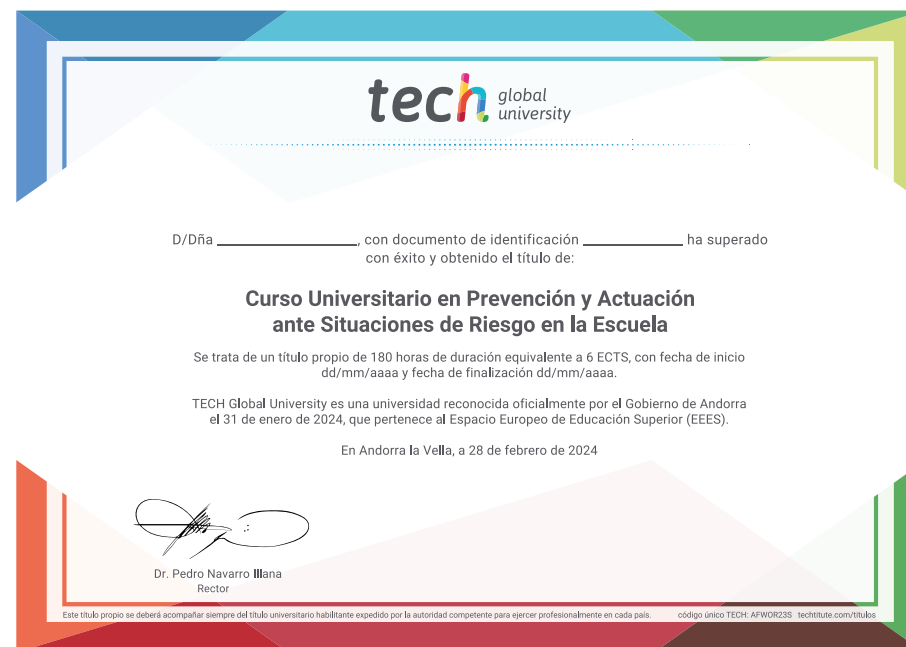 tech global university
D/Dña ________________, con documento de identificación ____________ ha superado
con éxito y obtenido el título de:
Curso Universitario en Prevención y Actuación
ante Situaciones de Riesgo en la Escuela
Se trata de un título propio de 180 horas de duración equivalente a 6 ECTS, con fecha de inicio
dd/mm/aaaa y fecha de finalización dd/mm/aaaa.
TECH Global University es una universidad reconocida oficialmente por el Gobierno de Andorra
el 31 de enero de 2024, que pertenece al Espacio Europeo de Educación Superior (EEES).
En Andorra la Vella, a 28 de febrero de 2024
Dr. Pedro Navarro Illana
Rector
Este título propio se deberá acompañar siempre del título universitario habilitante expedido por la autoridad competente para ejercer profesionalmente en cada país. código único TECH: AFWOR23S techtitute.com/titulos